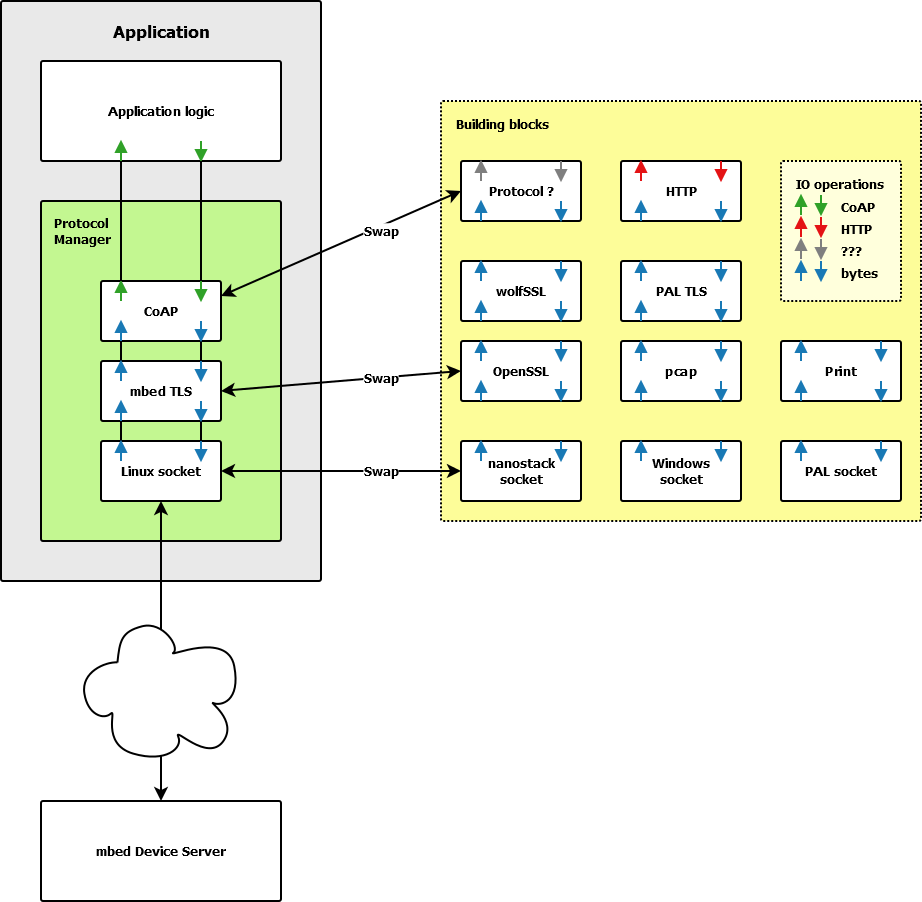 Application
Application logic
Protocol
Manager
CoAP
mbed TLS
Linux socket
Swap
Swap
Swap
Building blocks
Protocol ?
HTTP
IO operations
CoAP
HTTP
???
bytes
wolfSSL
PAL TLS
OpenSSL
pcap
Print
nanostack
socket
Windows
socket
PAL socket
mbed Device Server